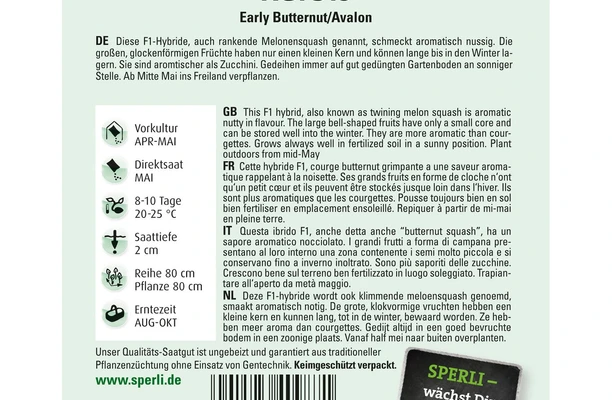 Early Butternut/Avalon
DE Diese F1-Hybride, auch rankende Melonensquash genannt, schmeckt aromatisch nussig. Die
großen, glockenförmigen Früchte haben nur einen kleinen Kern und können lange bis in den Winter la-
gern. Sie sind aromtischer als Zucchini. Gedeihen immer auf gut gedüngten Gartenboden an sonniger
Stelle. Ab Mitte Mai ins Freiland verpflanzen.
Vorkultur
APR-MAI
Direktsaat
MAI
8-10 Tage
20-25 °C
Saattiefe
2 cm
Reihe 80 cm
Pflanze 80 cm
Erntezeit
AUG-OKT
GB This F1 hybrid, also known as twining melon squash is aromatic
nutty in flavour. The large bell-shaped fruits have only a small core and
can be stored well into the winter. They are more aromatic than cour-
gettes. Grows always well in fertilized soil in a sunny position. Plant
outdoors from mid-May
FR Cette hybride F1, courge butternut grimpante a une saveur aroma-
tique rappelant à la noisette. Ses grands fruits en forme de cloche n'ont
qu'un petit cœur et ils peuvent être stockés jusque loin dans l'hiver. Ils
sont plus aromatiques que les courgettes. Pousse toujours bien en sol
bien fertiliser en emplacement ensoleillé. Repiquer à partir de mi-mai
en pleine terre.
IT Questa ibrido F1, anche detta anche "butternut squash", ha un
sapore aromatico nocciolato. I grandi frutti a forma di campana pre-
sentano al loro interno una zona contenente i semi molto piccola e si
conservano fino a inverno inoltrato. Sono più saporiti delle zucchine.
Crescono bene sul terreno ben fertilizzato in luogo soleggiato. Trapian-
tare all'aperto da metà maggio.
NL Deze F1-hybride wordt ook klimmende meloensquash genoemd,
smaakt aromatisch notig. De grote, klokvormige vruchten hebben een
kleine kern en kunnen lang, tot in de winter, bewaard worden. Ze heb-
ben meer aroma dan courgettes. Gedijt altijd in een goed bevruchte
bodem in een zoonige plaats. Vanaf half mei naar buiten overplanten.
Unser Qualitäts-Saatgut ist ungebeizt und garantiert aus traditioneller
Pflanzenzüchtung ohne Einsatz von Gentechnik. Keimgeschützt verpackt.
www.sperli.de
SPERLI –
wächst Di